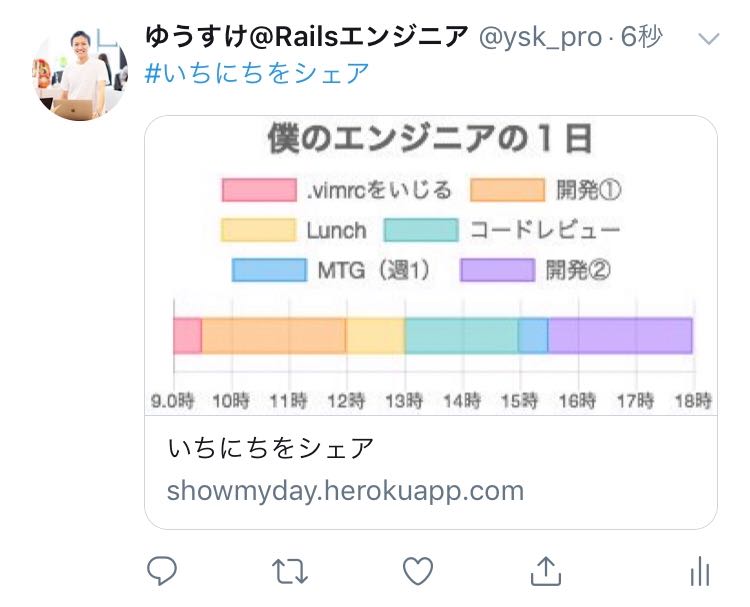 ゆうすけ@Railsエンジニア @ysk_pro · 6秒
#いちにちをシェア
僕のエンジニアの１日
.vimrcをいじる 開発①
Lunch コードレビュー
MTG（週1） 開発②
9.0時 10時 11時 12時 13時 14時 15時 16時 17時 18時
いちにちをシェア
showmyday.herokuapp.com